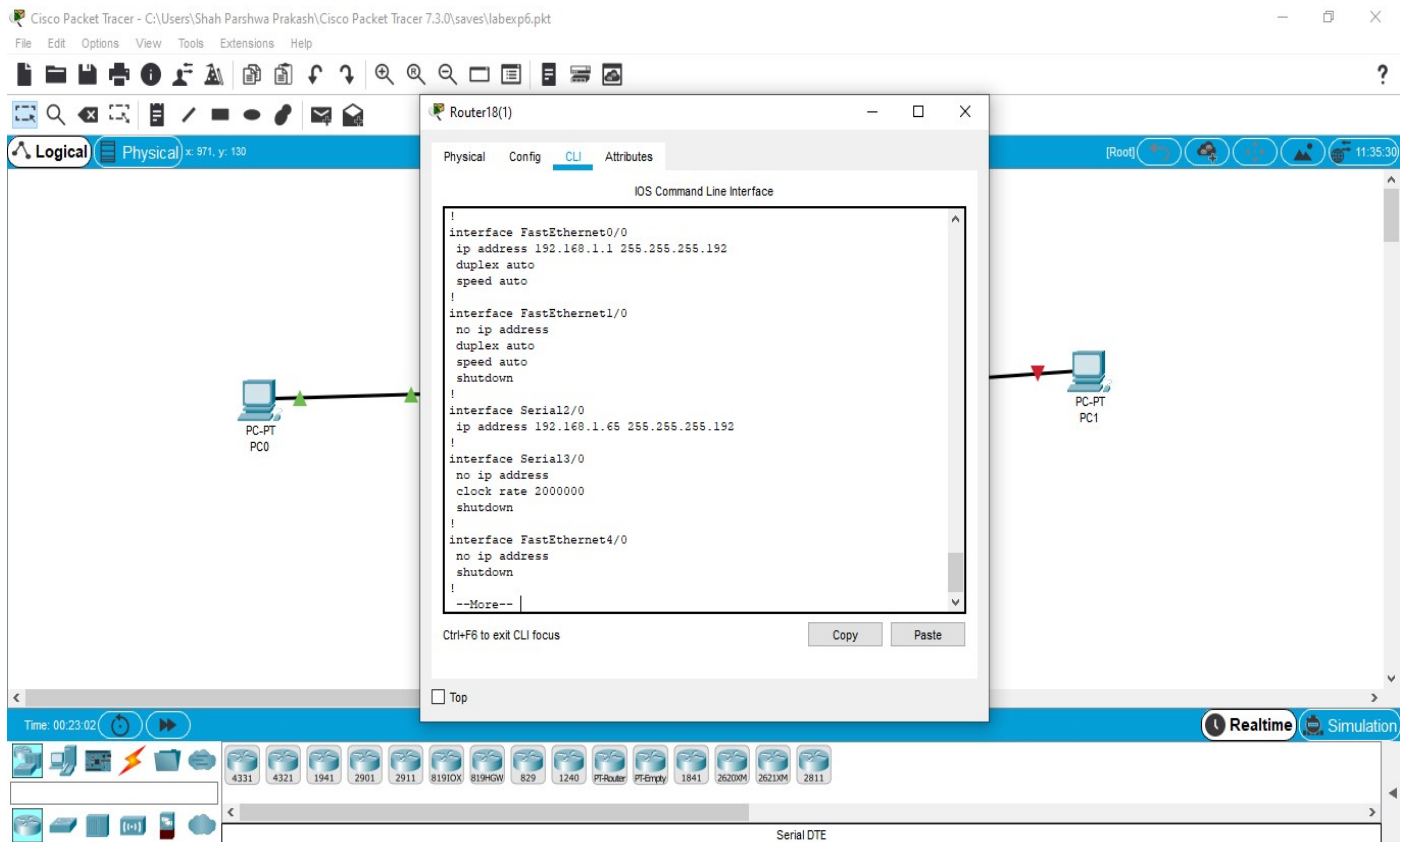 Cisco Packet Tracer - C:\Users\Shah Parshwa Prakash\Cisco Packet Tracer 7.3.0\saves\labexp6.pkt
File Edit Options View Tools Extensions Help
?
Router18(1)
Logical Physical x: 971, y: 130
[Root] 11:35:30
Physical Config CLI Attributes
IOS Command Line Interface
!
interface FastEthernet0/0
ip address 192.168.1.1 255.255.255.192
duplex auto
speed auto
!
interface FastEthernet1/0
no ip address
duplex auto
speed auto
shutdown
!
interface Serial2/0
ip address 192.168.1.65 255.255.255.192
!
interface Serial3/0
no ip address
clock rate 2000000
shutdown
!
interface FastEthernet4/0
no ip address
shutdown
!
--More--
Ctrl+F6 to exit CLI focus
Copy Paste
Top
PC-PT
PC0
PC-PT
PC1
Time: 00:23:02
Realtime Simulation
4331 4321 1941 2901 2911 819IOX 819HGW 829 1240 PT-Router PT-Empty 1841 2620XM 2621XM 2811
Serial DTE